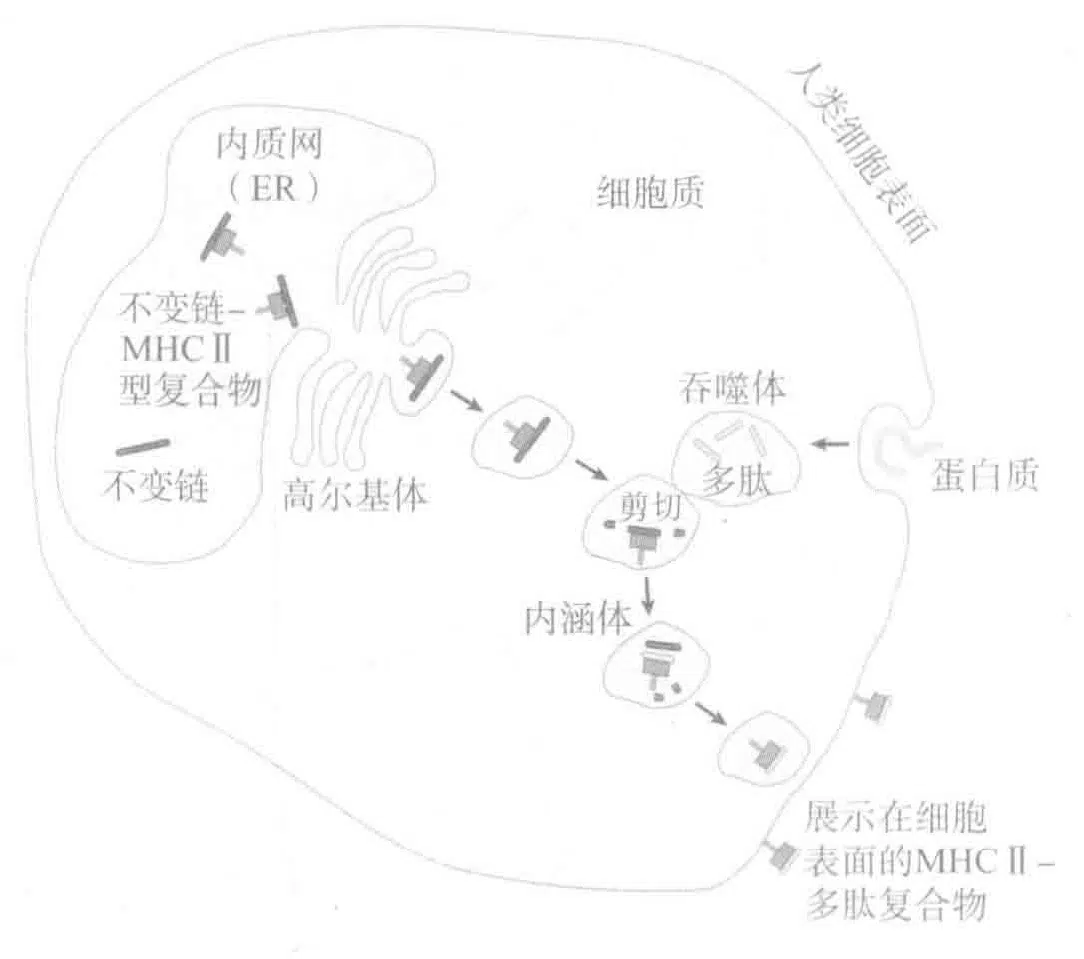 人类细胞表面
内质网
（ER）
细胞质
不变链-
MHCⅡ
型复合物
吞噬体
多肽
不变链
高尔基体
蛋白质
剪切
内涵体
展示在细胞
表面的MHCⅡ-
多肽复合物